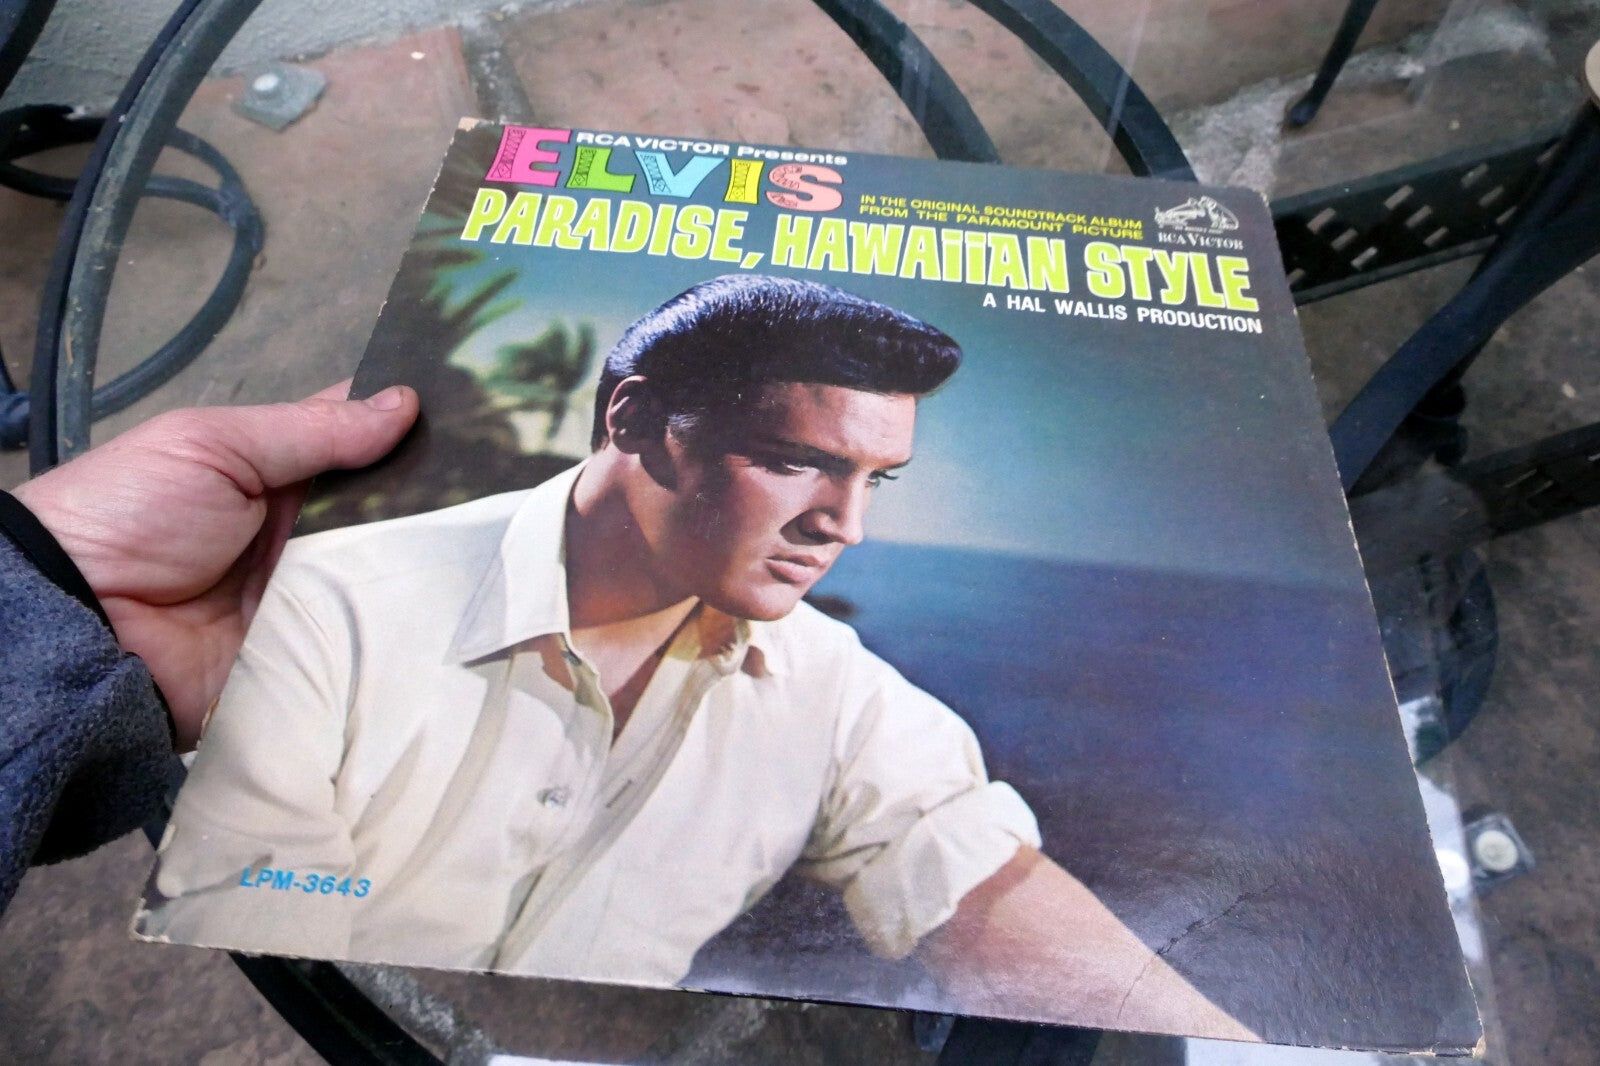 RCA VICTOR Presents
ELVIS
IN THE ORIGINAL SOUNDTRACK ALBUM
FROM THE PARAMOUNT PICTURE
RCA VICTOR
PARADISE, HAWAIIAN STYLE
A HAL WALLIS PRODUCTION
LPM-3643